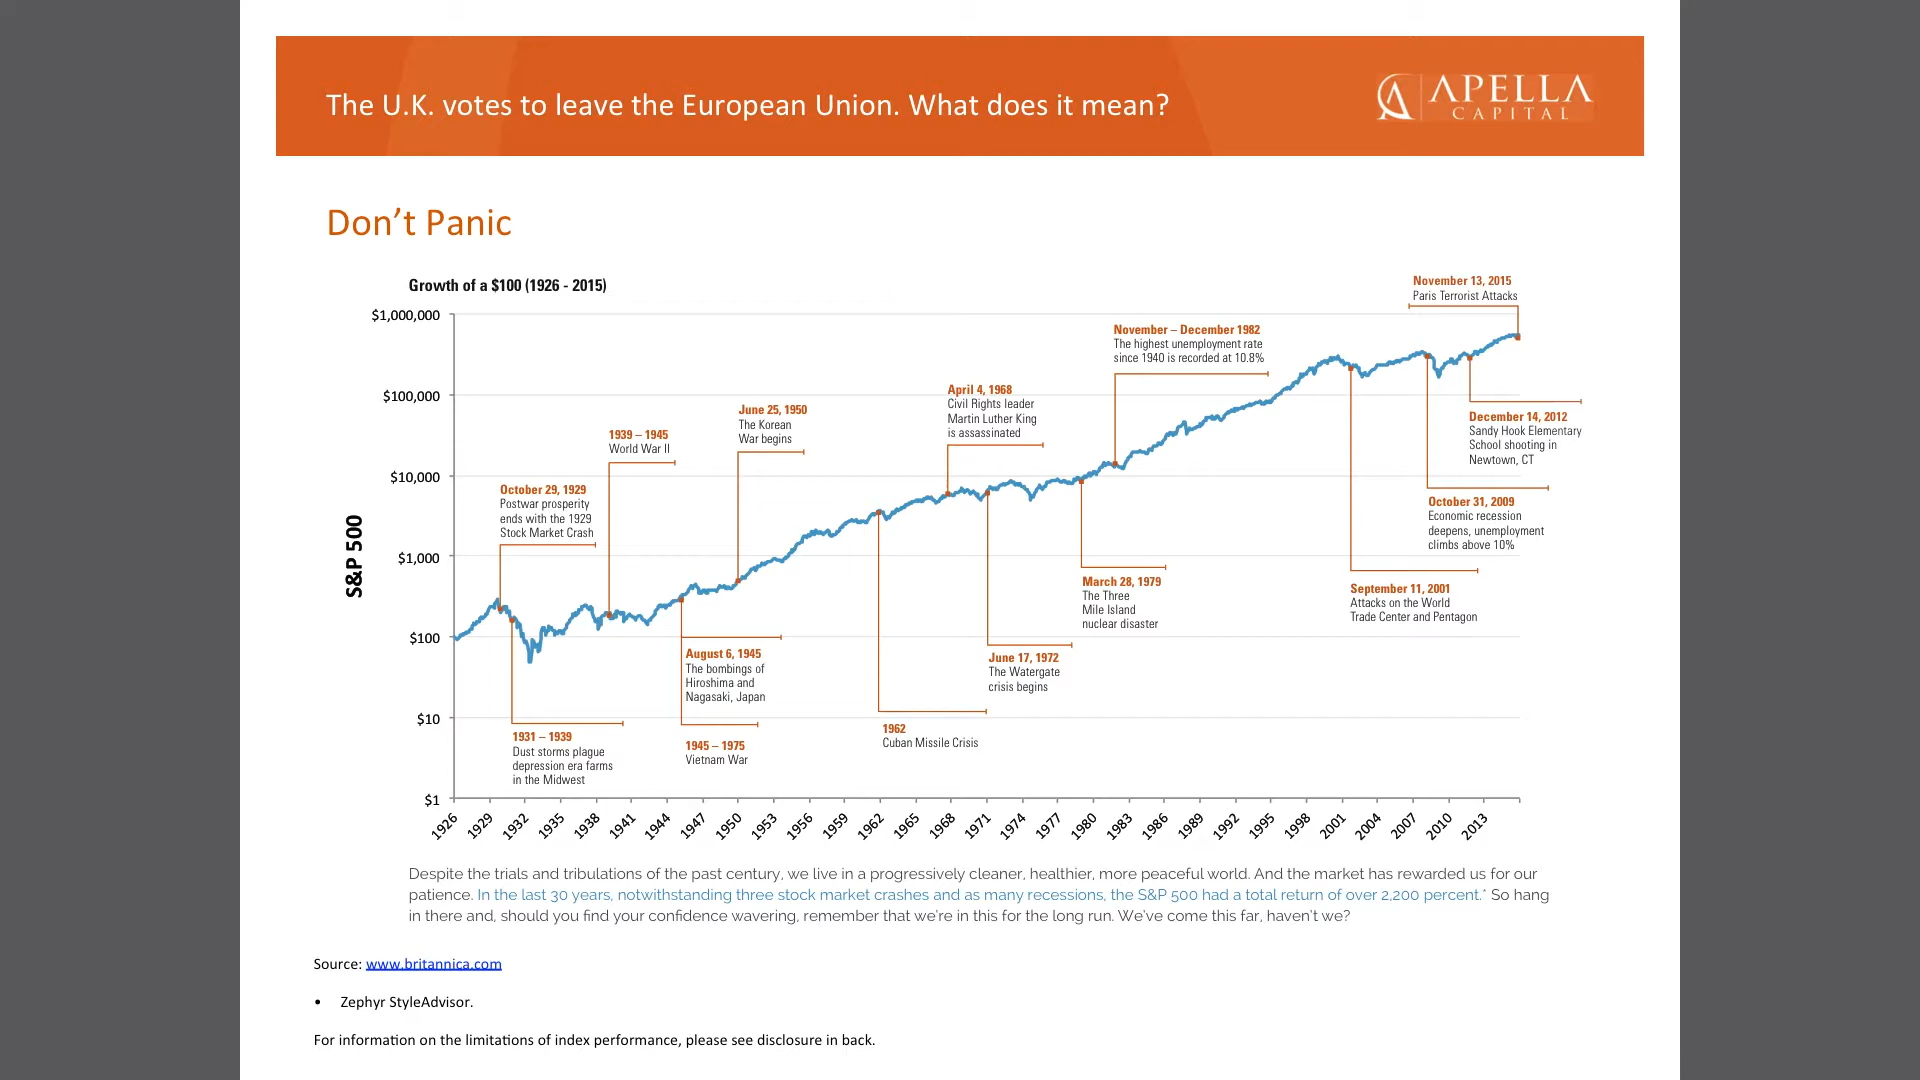 The U.K. votes to leave the European Union. What does it mean?
APELLA
CAPITAL
Don’t Panic
Growth of a $100 (1926 - 2015)
S&P 500
$1,000,000
$100,000
$10,000
$1,000
$100
$10
$1
October 29, 1929
Postwar prosperity
ends with the 1929
Stock Market Crash
1931 – 1939
Dust storms plague
depression era farms
in the Midwest
1939 – 1945
World War II
August 6, 1945
The bombings of
Hiroshima and
Nagasaki, Japan
1945 – 1975
Vietnam War
June 25, 1950
The Korean
War begins
1962
Cuban Missile Crisis
April 4, 1968
Civil Rights leader
Martin Luther King
is assassinated
June 17, 1972
The Watergate
crisis begins
March 28, 1979
The Three
Mile Island
nuclear disaster
November – December 1982
The highest unemployment rate
since 1940 is recorded at 10.8%
September 11, 2001
Attacks on the World
Trade Center and Pentagon
October 31, 2009
Economic recession
deepens, unemployment
climbs above 10%
December 14, 2012
Sandy Hook Elementary
School shooting in
Newtown, CT
November 13, 2015
Paris Terrorist Attacks
1926 1929 1932 1935 1938 1941 1944 1947 1950 1953 1956 1959 1962 1965 1968 1971 1974 1977 1980 1983 1986 1989 1992 1995 1998 2001 2004 2007 2010 2013
Despite the trials and tribulations of the past century, we live in a progressively cleaner, healthier, more peaceful world. And the market has rewarded us for our
patience. In the last 30 years, notwithstanding three stock market crashes and as many recessions, the S&P 500 had a total return of over 2,200 percent.* So hang
in there and, should you find your confidence wavering, remember that we’re in this for the long run. We’ve come this far, haven’t we?
Source: www.britannica.com
• Zephyr StyleAdvisor.
For information on the limitations of index performance, please see disclosure in back.